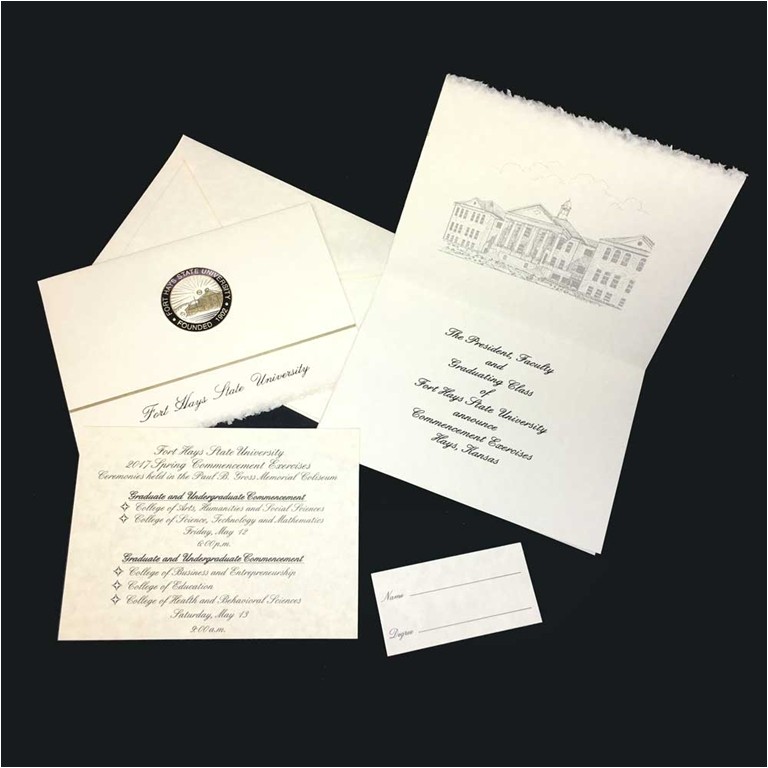 FORT HAYS STATE UNIVERSITY
• FOUNDED 1902 •
Fort Hays State University
The President, Faculty
and
Graduating Class
of
Fort Hays State University
announce
Commencement Exercises
Hays, Kansas
Fort Hays State University
2017 Spring Commencement Exercises
Ceremonies held in the Paul B. Gross Memorial Coliseum
Graduate and Undergraduate Commencement
College of Arts, Humanities and Social Sciences
College of Science, Technology and Mathematics
Friday, May 12
6:00 p.m.
Graduate and Undergraduate Commencement
College of Business and Entrepreneurship
College of Education
College of Health and Behavioral Sciences
Saturday, May 13
9:00 a.m.
Name
Degree